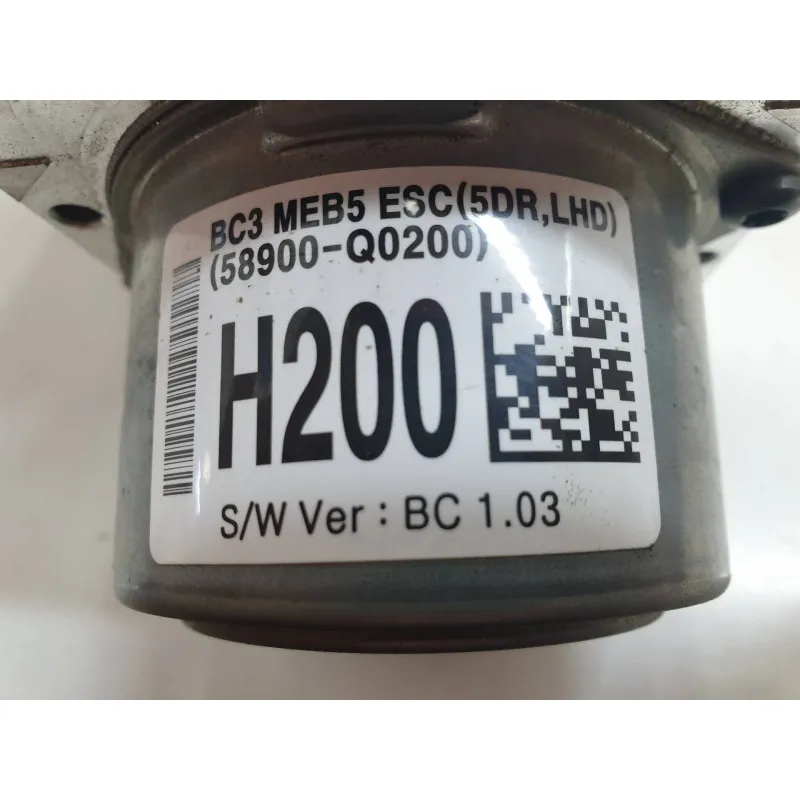 BC3 MEB5 ESC(5DR,LHD)
(58900-Q0200)
H200
S/W Ver : BC 1.03